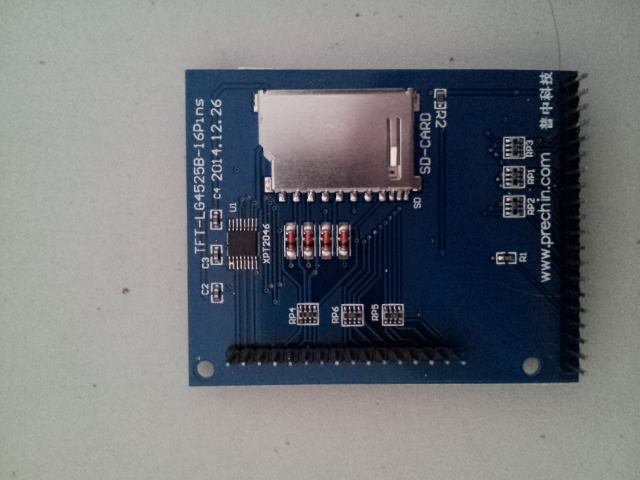 TFT-LG4525B-16Pins
2014.12.26
C4
C3
C2
U1
XPT2046
SD-CARD
SD
R2
普中科技
www.prechin.com
RP3
RP1
RP2
R1
RP4
RP6
RP5